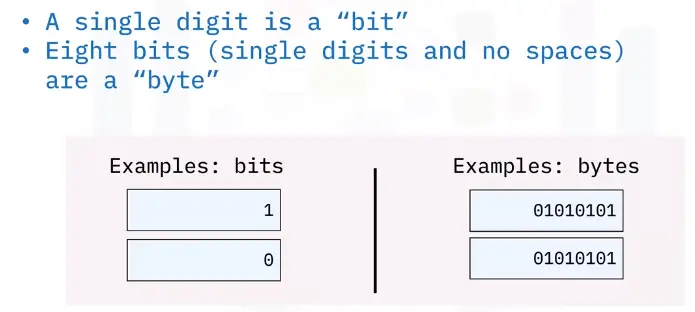 • A single digit is a “bit”
• Eight bits (single digits and no spaces)
are a “byte”
Examples: bits
1
0
Examples: bytes
01010101
01010101